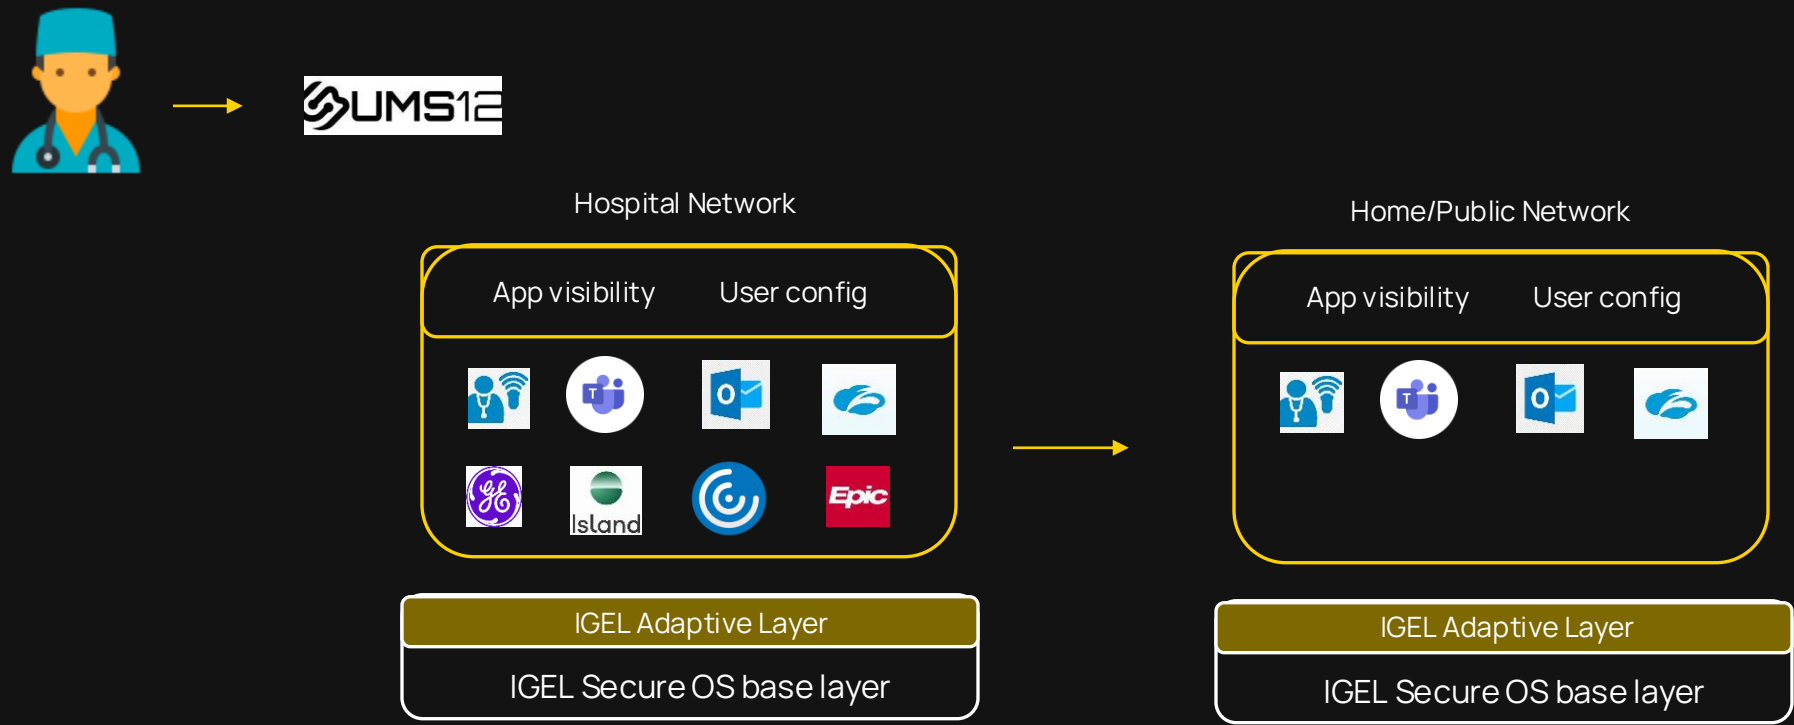 UMS12
Hospital Network
Home/Public Network
App visibility
User config
App visibility
User config
T
O
T
O
GE
Island
Epic
IGEL Adaptive Layer
IGEL Adaptive Layer
IGEL Secure OS base layer
IGEL Secure OS base layer